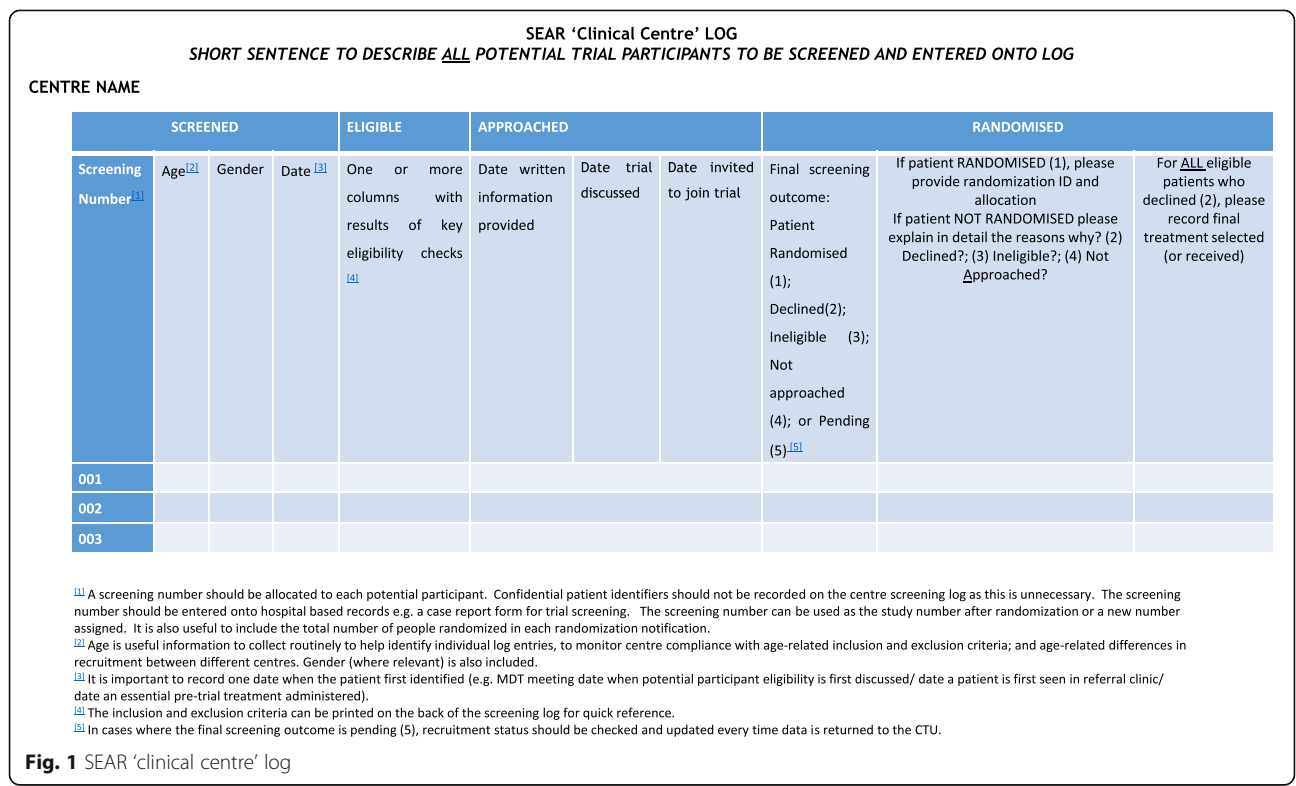 SEAR ‘Clinical Centre’ LOG
SHORT SENTENCE TO DESCRIBE ALL POTENTIAL TRIAL PARTICIPANTS TO BE SCREENED AND ENTERED ONTO LOG
CENTRE NAME
SCREENED
ELIGIBLE
APPROACHED
RANDOMISED
Screening
Number[1]
Age[2]
Gender
Date [3]
One or more
columns with
results of key
eligibility checks
[4]
Date written
information
provided
Date trial
discussed
Date invited
to join trial
Final screening
outcome:
Patient
Randomised
(1);
Declined(2);
Ineligible (3);
Not
approached
(4); or Pending
(5) [5]
If patient RANDOMISED (1), please
provide randomization ID and
allocation
If patient NOT RANDOMISED please
explain in detail the reasons why? (2)
Declined?; (3) Ineligible?; (4) Not
Approached?
For ALL eligible
patients who
declined (2), please
record final
treatment selected
(or received)
001
002
003
[1] A screening number should be allocated to each potential participant. Confidential patient identifiers should not be recorded on the centre screening log as this is unnecessary. The screening
number should be entered onto hospital based records e.g. a case report form for trial screening. The screening number can be used as the study number after randomization or a new number
assigned. It is also useful to include the total number of people randomized in each randomization notification.
[2] Age is useful information to collect routinely to help identify individual log entries, to monitor centre compliance with age-related inclusion and exclusion criteria; and age-related differences in
recruitment between different centres. Gender (where relevant) is also included.
[3] It is important to record one date when the patient first identified (e.g. MDT meeting date when potential participant eligibility is first discussed/ date a patient is first seen in referral clinic/
date an essential pre-trial treatment administered).
[4] The inclusion and exclusion criteria can be printed on the back of the screening log for quick reference.
[5] In cases where the final screening outcome is pending (5), recruitment status should be checked and updated every time data is returned to the CTU.
Fig. 1 SEAR ‘clinical centre’ log